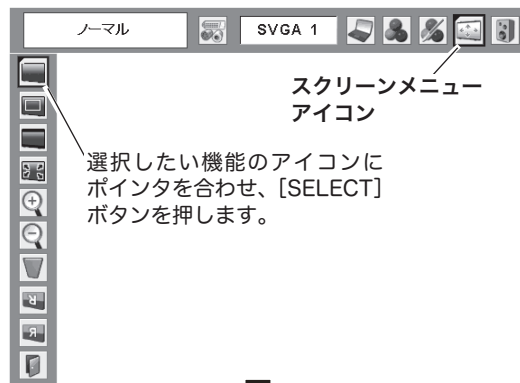 ノーマル
SVGA 1
スクリーンメニュー
アイコン
選択したい機能のアイコンに
ポインタを合わせ、［SELECT］
ボタンを押します。